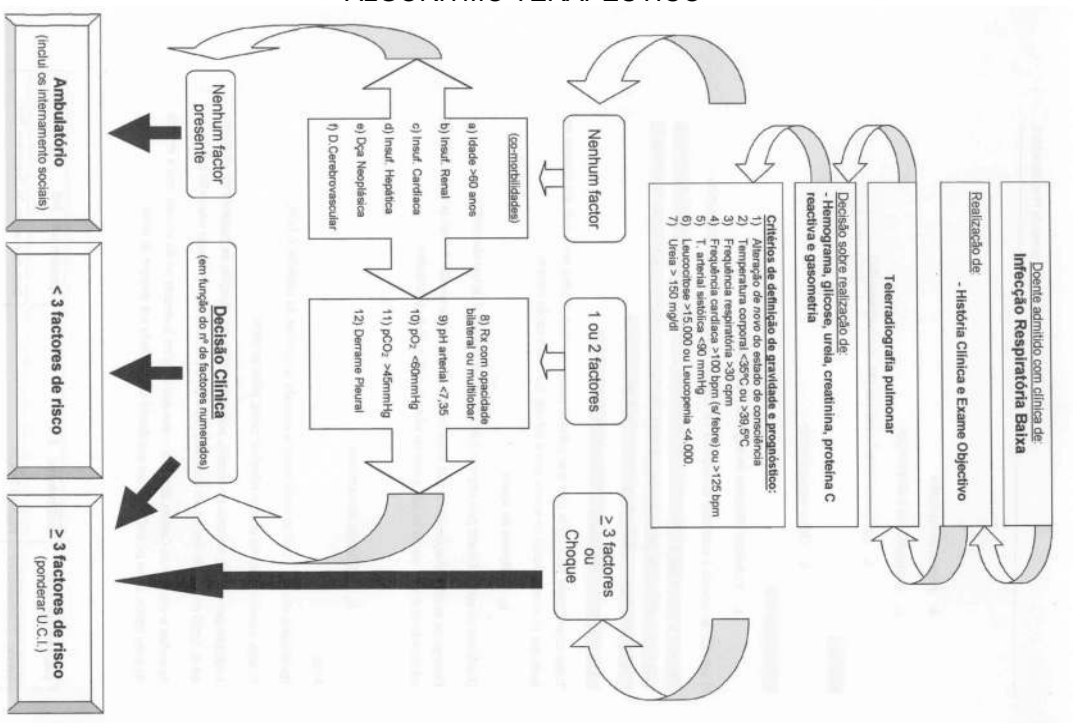 ALGORITMO TERAPÊUTICO
Doente admitido com clínica de:
Infecção Respiratória Baixa
Realização de:
- História Clínica e Exame Objectivo
Telerradiografia pulmonar
Decisão sobre realização de:
- Hemograma, glicose, ureia, creatinina, proteína C
reactiva e gasometria
Critérios de definição de gravidade e prognóstico:
1) Alteração de novo do estado de consciência
2) Temperatura corporal <35ºC ou >39,5ºC
3) Frequência respiratória >30 cpm
4) Frequência cardíaca >100 bpm (s/ febre) ou >125 bpm
5) T. arterial sistólica <90 mmHg
6) Leucocitose >15.000 ou Leucopenia <4.000.
7) Ureia > 150 mg/dl
Nenhum factor
1 ou 2 factores
≥ 3 factores
ou
Choque
(co-morbilidades)
a) Idade >60 anos
b) Insuf. Renal
c) Insuf. Cardíaca
d) Insuf. Hepática
e) Dça Neoplásica
f) D.Cerebrovascular
8) Rx com opacidade
bilateral ou multilobar
9) pH arterial <7,35
10) pO₂ <60mmHg
11) pCO₂ >45mmHg
12) Derrame Pleural
Nenhum factor
presente
Decisão Clínica
(em função do nº de factores numerados)
Ambulatório
(inclui os internamento sociais)
< 3 factores de risco
≥ 3 factores de risco
(ponderar U.C.I.)